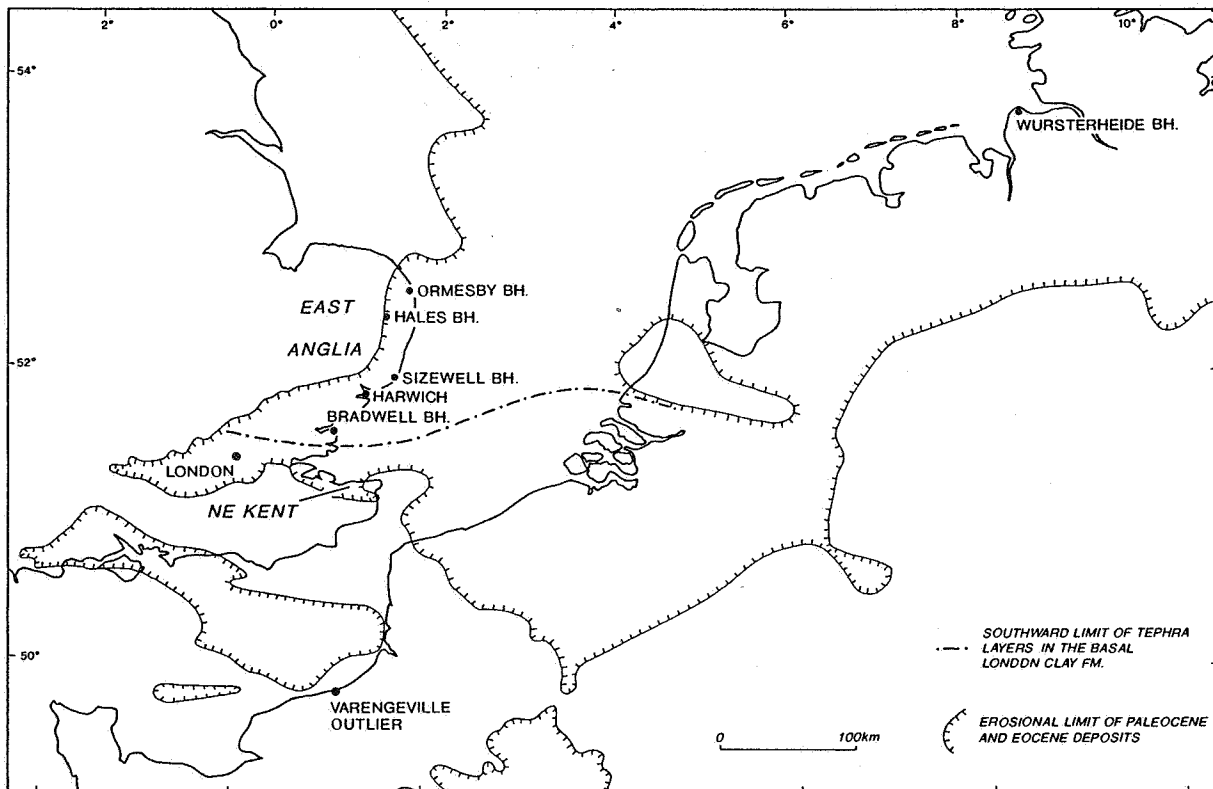 2° 0° 2° 4° 6° 8° 10°
54°
WURSTERHEIDE BH.
ORMESBY BH.
EAST
HALES BH.
ANGLIA
52°
SIZEWELL BH.
HARWICH
BRADWELL BH.
LONDON
NE KENT
SOUTHWARD LIMIT OF TEPHRA
LAYERS IN THE BASAL
LONDON CLAY FM.
50°
VARENGEVILLE
OUTLIER
0 100km
EROSIONAL LIMIT OF PALEOCENE
AND EOCENE DEPOSITS